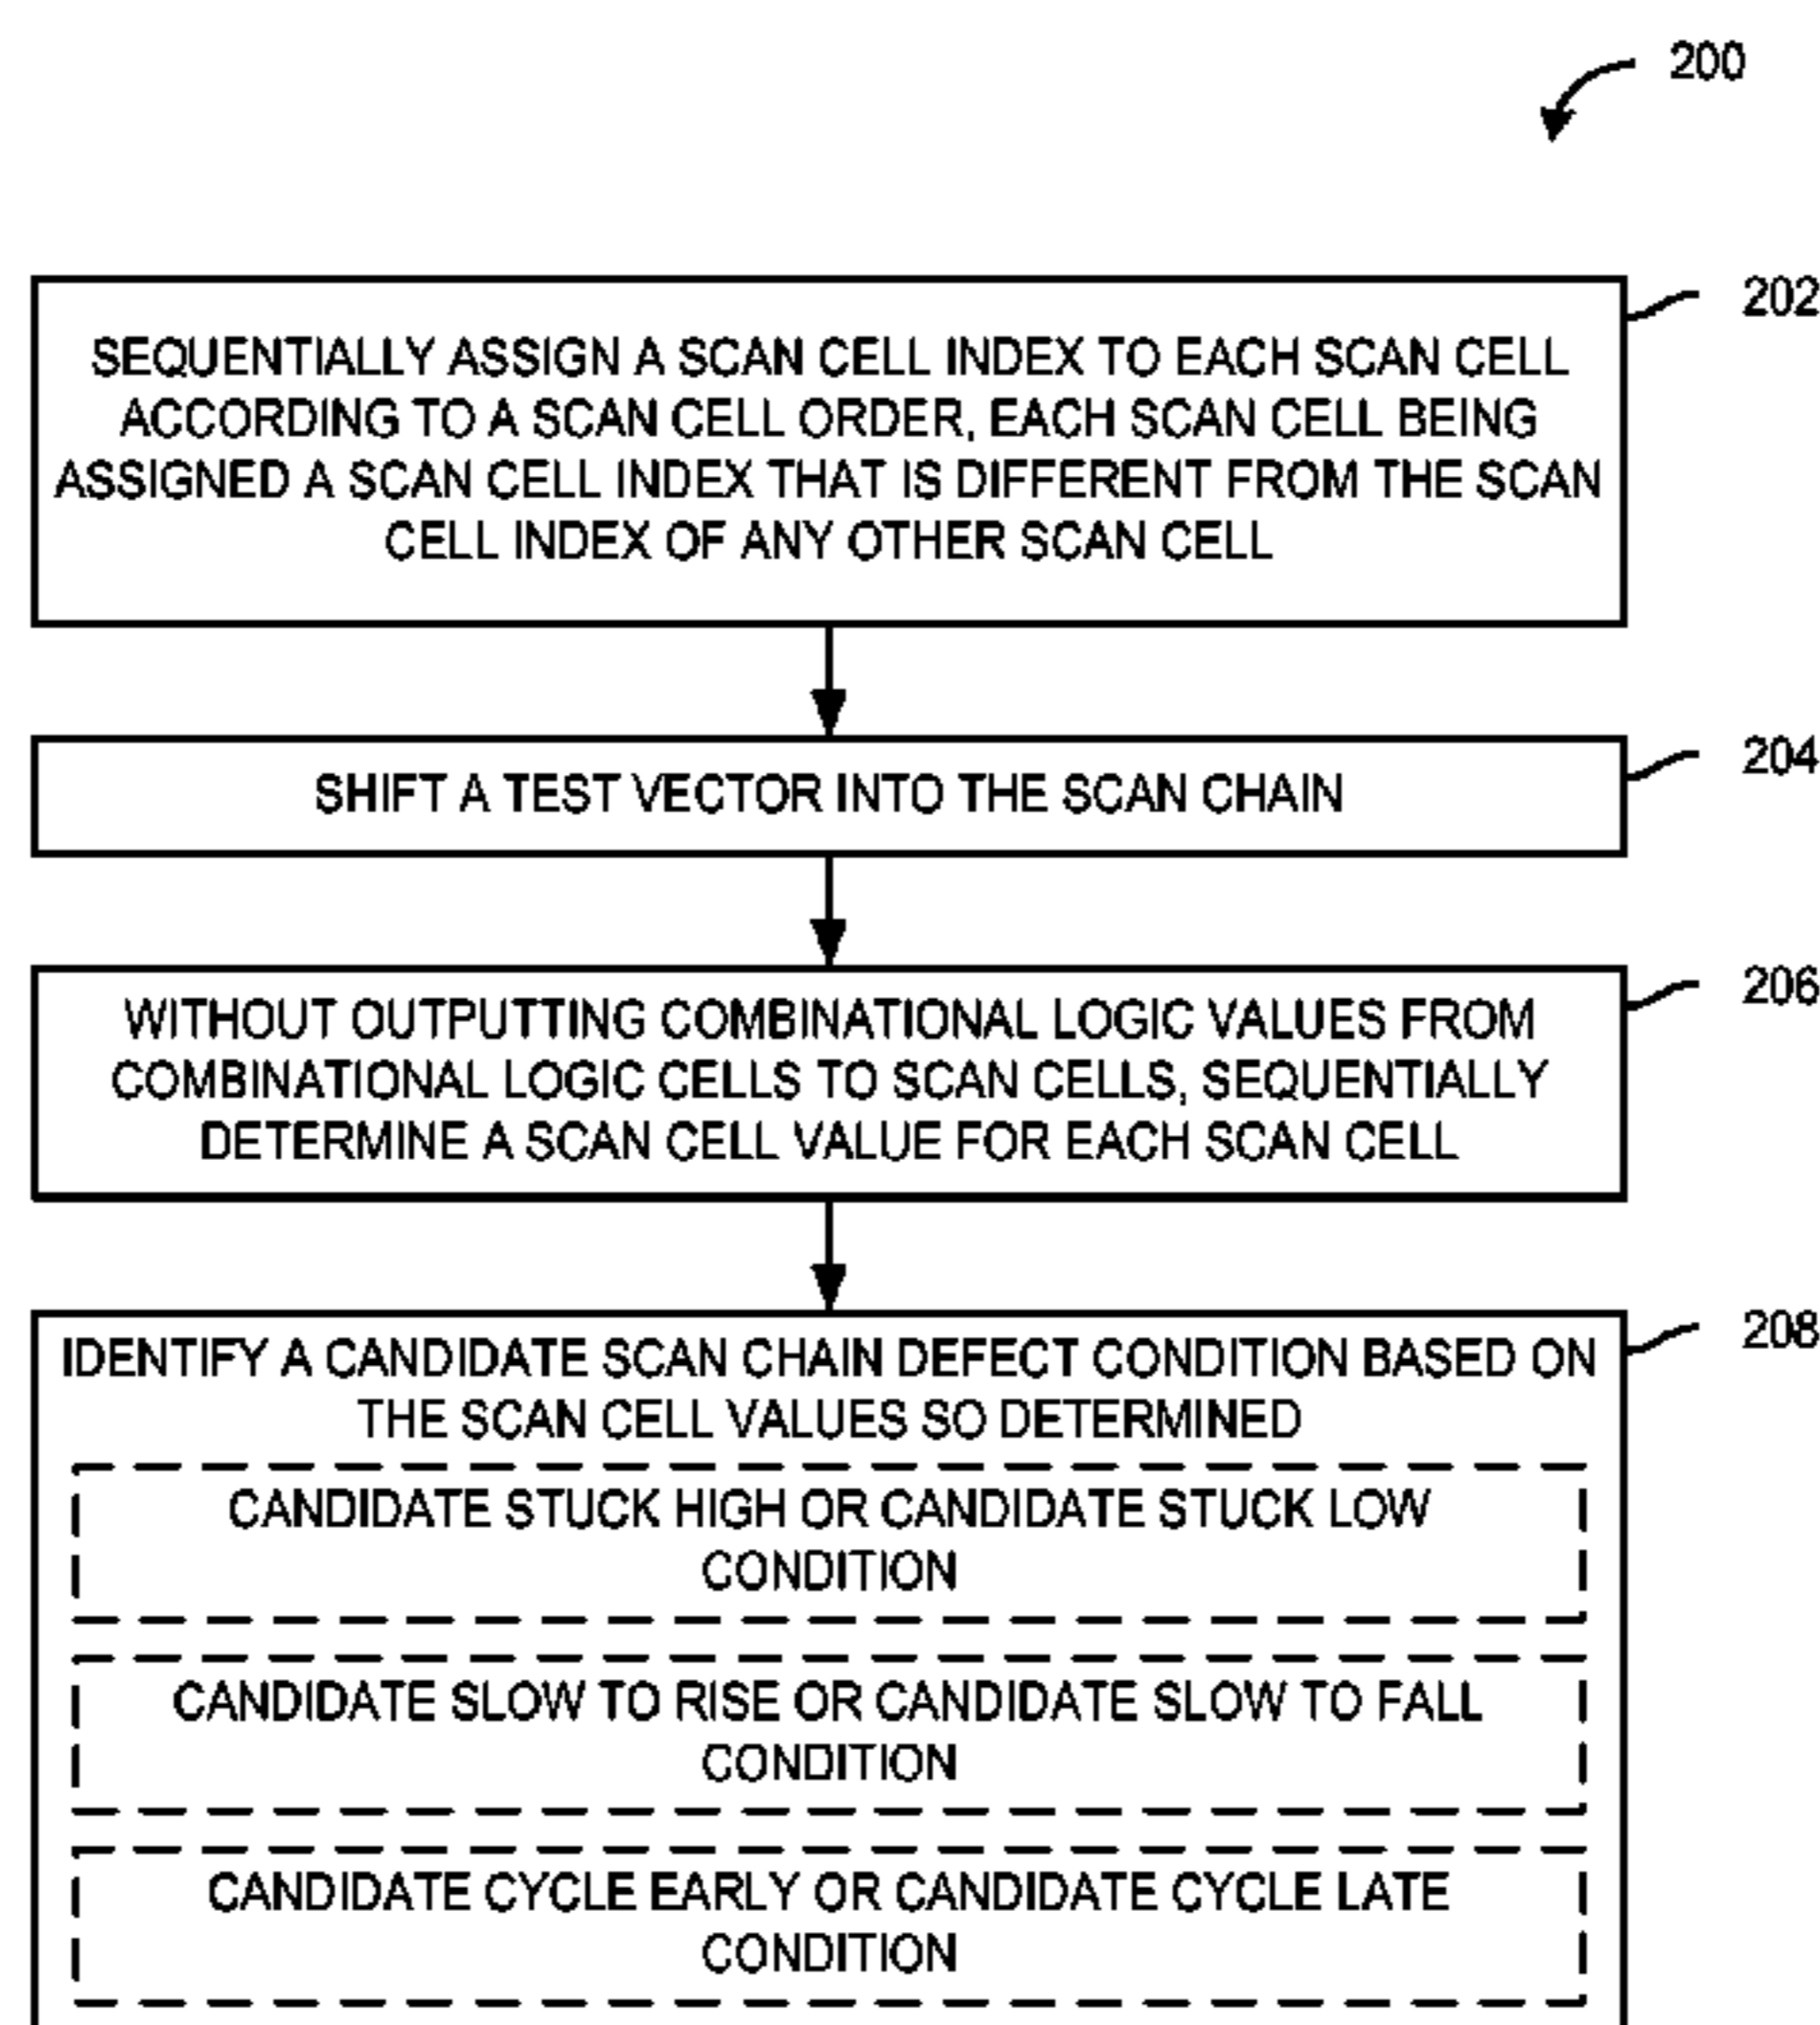 200
202
SEQUENTIALLY ASSIGN A SCAN CELL INDEX TO EACH SCAN CELL
ACCORDING TO A SCAN CELL ORDER, EACH SCAN CELL BEING
ASSIGNED A SCAN CELL INDEX THAT IS DIFFERENT FROM THE SCAN
CELL INDEX OF ANY OTHER SCAN CELL
204
SHIFT A TEST VECTOR INTO THE SCAN CHAIN
206
WITHOUT OUTPUTTING COMBINATIONAL LOGIC VALUES FROM
COMBINATIONAL LOGIC CELLS TO SCAN CELLS, SEQUENTIALLY
DETERMINE A SCAN CELL VALUE FOR EACH SCAN CELL
208
IDENTIFY A CANDIDATE SCAN CHAIN DEFECT CONDITION BASED ON
THE SCAN CELL VALUES SO DETERMINED
CANDIDATE STUCK HIGH OR CANDIDATE STUCK LOW
CONDITION
CANDIDATE SLOW TO RISE OR CANDIDATE SLOW TO FALL
CONDITION
CANDIDATE CYCLE EARLY OR CANDIDATE CYCLE LATE
CONDITION